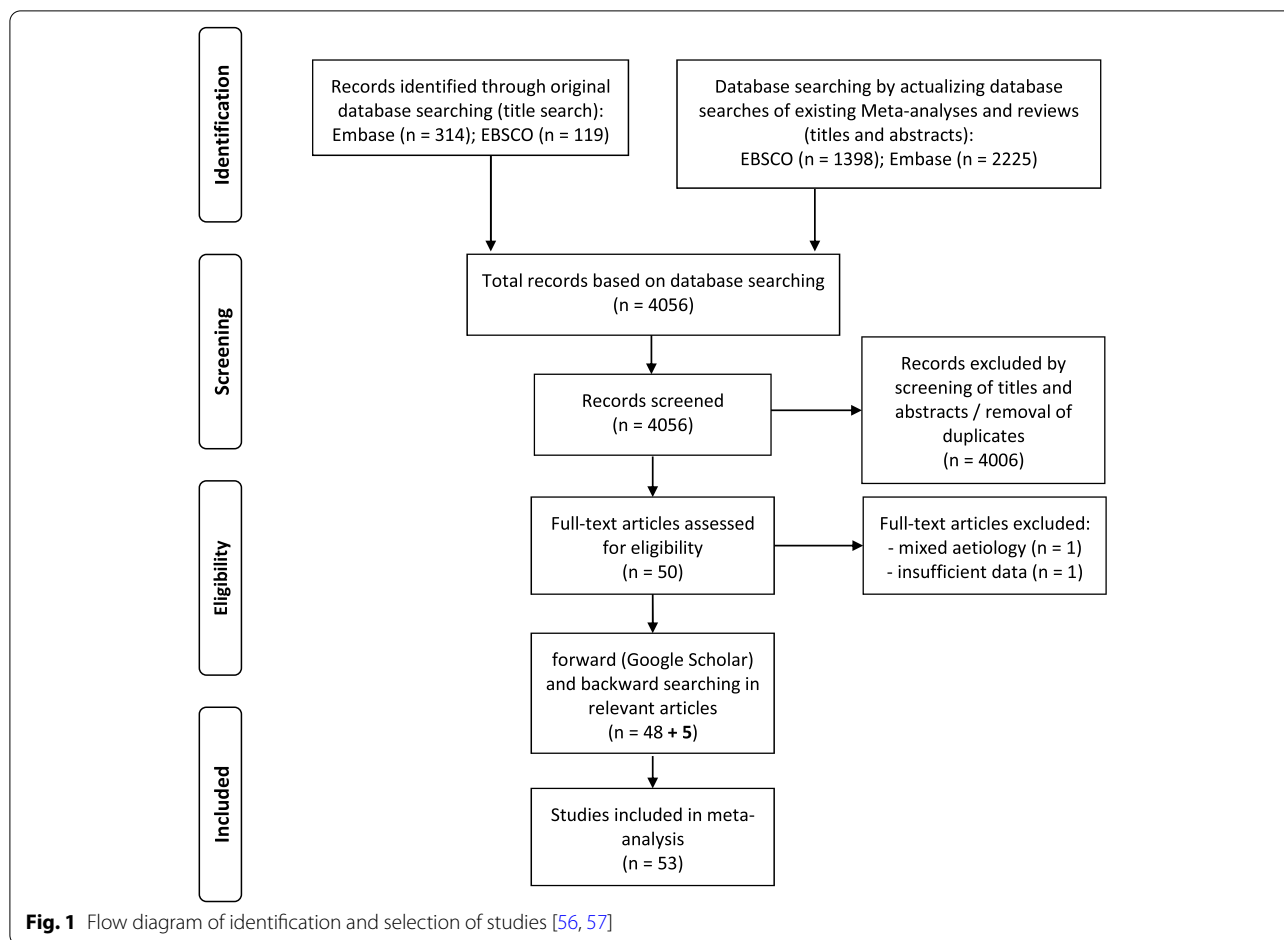 Identification
Records identified through original
database searching (title search):
Embase (n = 314); EBSCO (n = 119)
Database searching by actualizing database
searches of existing Meta-analyses and reviews
(titles and abstracts):
EBSCO (n = 1398); Embase (n = 2225)
Screening
Total records based on database searching
(n = 4056)
Records screened
(n = 4056)
Records excluded by
screening of titles and
abstracts / removal of
duplicates
(n = 4006)
Eligibility
Full-text articles assessed
for eligibility
(n = 50)
Full-text articles excluded:
- mixed aetiology (n = 1)
- insufficient data (n = 1)
forward (Google Scholar)
and backward searching in
relevant articles
(n = 48 + 5)
Included
Studies included in meta-
analysis
(n = 53)
Fig. 1 Flow diagram of identification and selection of studies [56, 57]